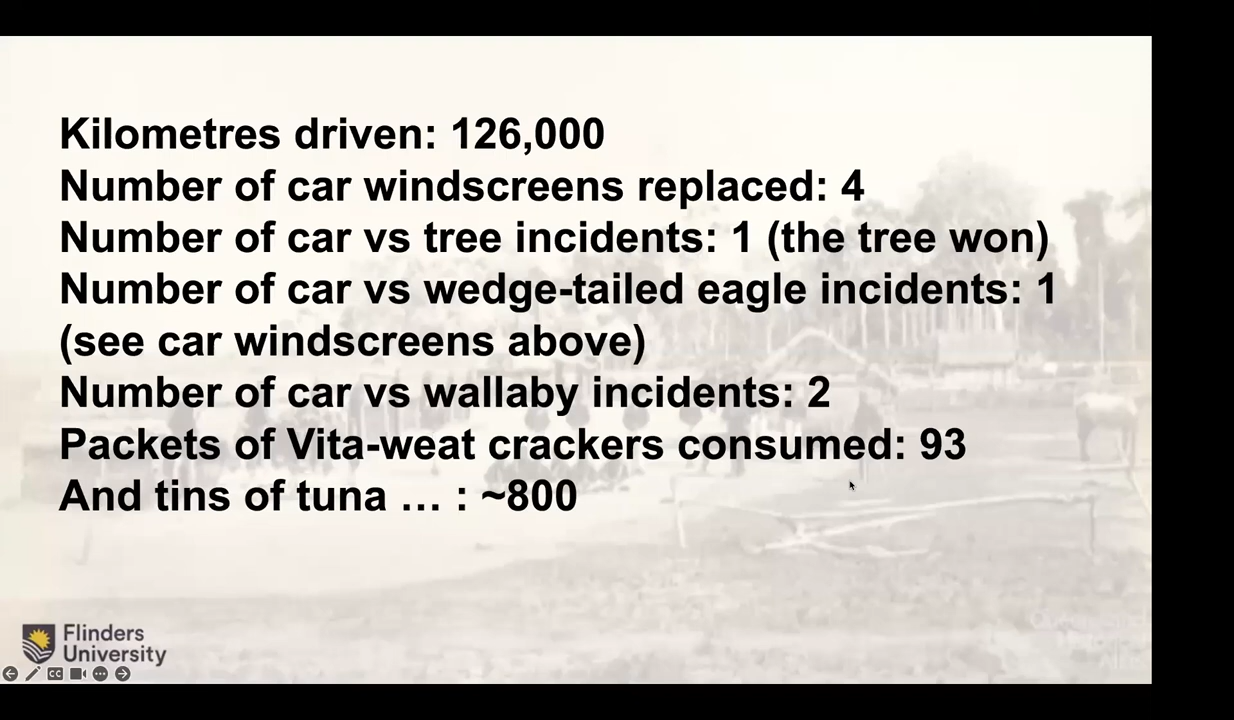 Kilometres driven: 126,000
Number of car windscreens replaced: 4
Number of car vs tree incidents: 1 (the tree won)
Number of car vs wedge-tailed eagle incidents: 1
(see car windscreens above)
Number of car vs wallaby incidents: 2
Packets of Vita-weat crackers consumed: 93
And tins of tuna … : ~800
Flinders
University
CC